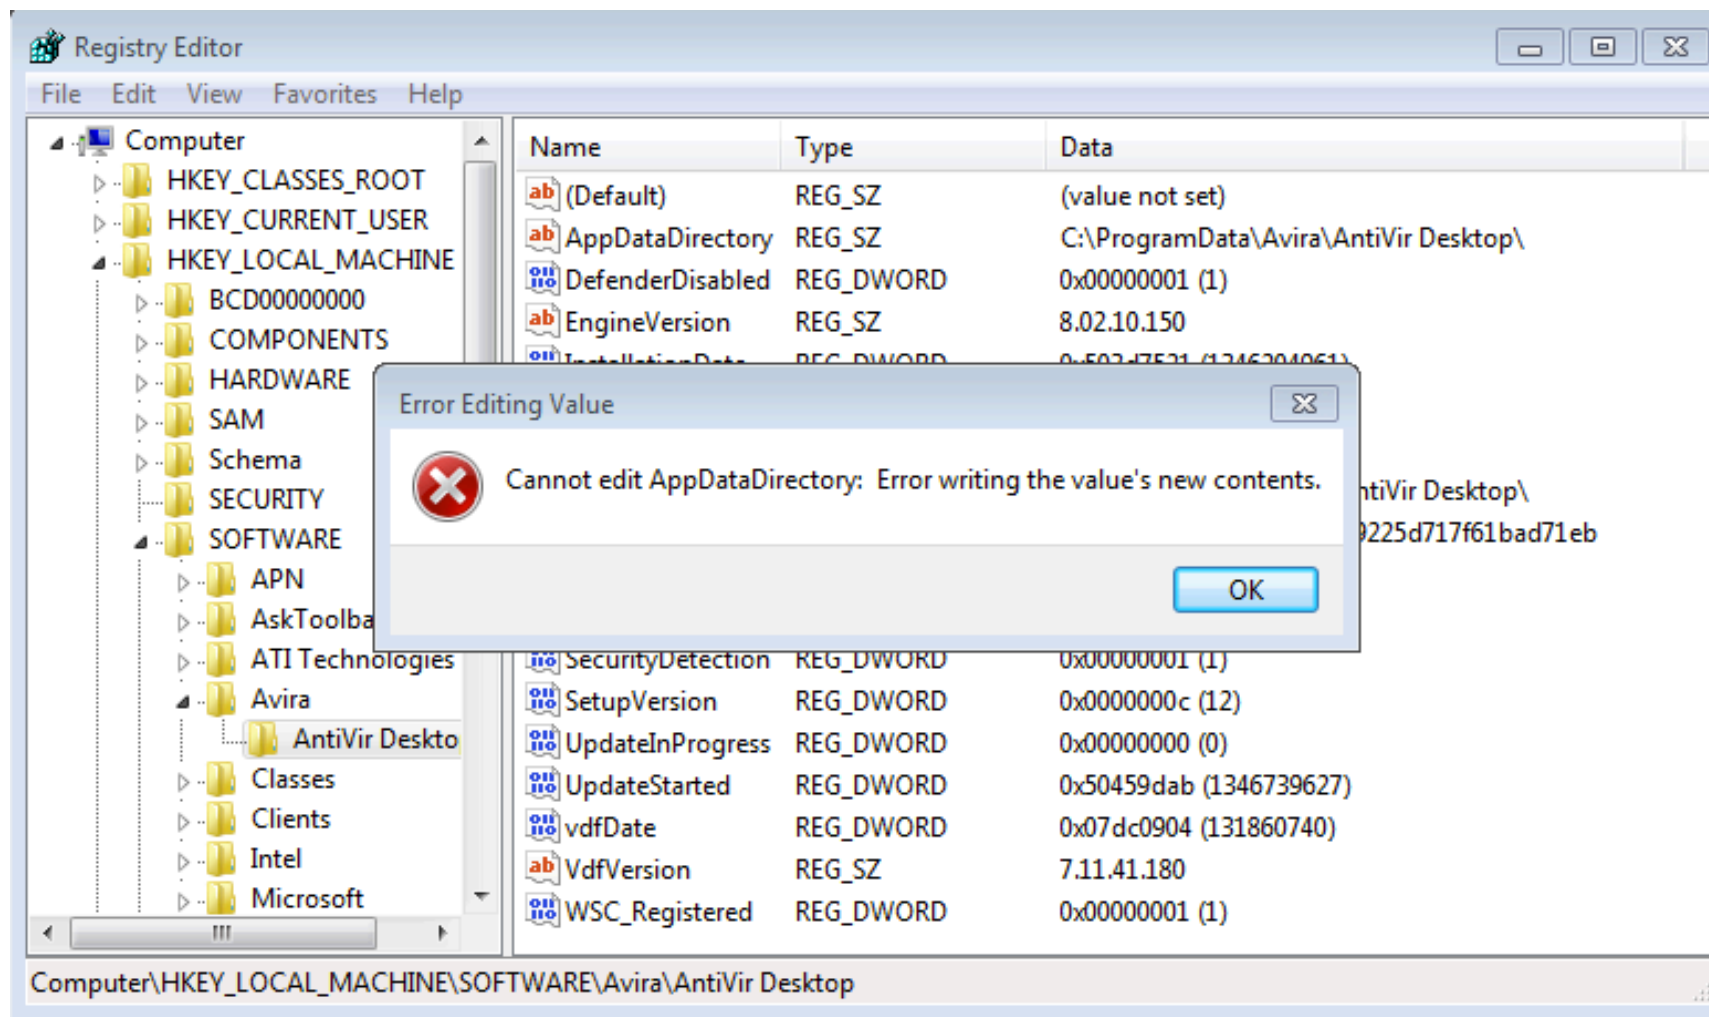 Registry Editor
File Edit View Favorites Help
Computer
HKEY_CLASSES_ROOT
HKEY_CURRENT_USER
HKEY_LOCAL_MACHINE
BCD00000000
COMPONENTS
HARDWARE
SAM
Schema
SECURITY
SOFTWARE
APN
AskToolba
ATI Technologies
Avira
AntiVir Deskto
Classes
Clients
Intel
Microsoft
Name Type Data
(Default) REG_SZ (value not set)
AppDataDirectory REG_SZ C:\ProgramData\Avira\AntiVir Desktop\
DefenderDisabled REG_DWORD 0x00000001 (1)
EngineVersion REG_SZ 8.02.10.150
InstallationDate REG_DWORD
Error Editing Value
Cannot edit AppDataDirectory: Error writing the value's new contents.
OK
ntiVir Desktop\
9225d717f61bad71eb
SecurityDetection REG_DWORD 0x00000001 (1)
SetupVersion REG_DWORD 0x0000000c (12)
UpdateInProgress REG_DWORD 0x00000000 (0)
UpdateStarted REG_DWORD 0x50459dab (1346739627)
vdfDate REG_DWORD 0x07dc0904 (131860740)
VdfVersion REG_SZ 7.11.41.180
WSC_Registered REG_DWORD 0x00000001 (1)
Computer\HKEY_LOCAL_MACHINE\SOFTWARE\Avira\AntiVir Desktop